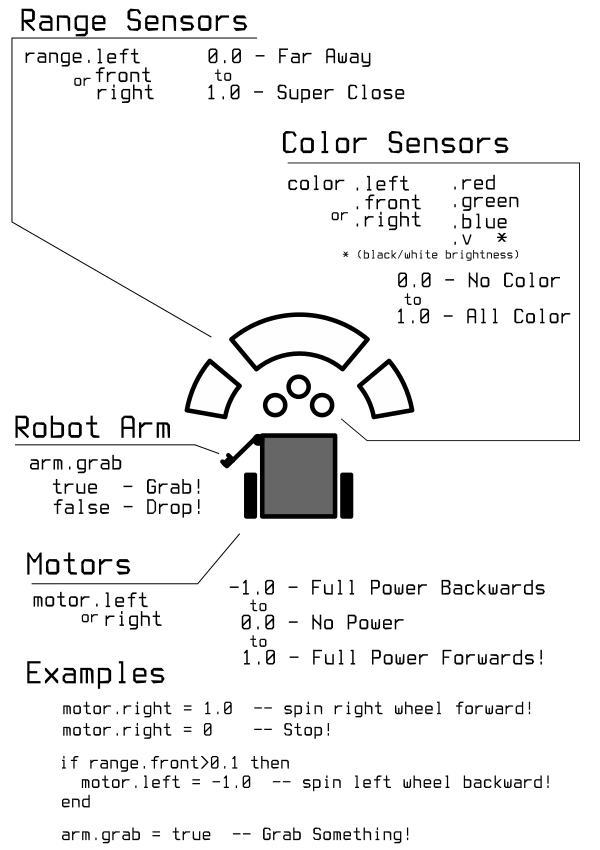 Range Sensors
range.left 0.0 - Far Away
or front to
right 1.0 - Super Close
Color Sensors
color .left .red
.front .green
or .right .blue
.v *
* (black/white brightness)
0.0 - No Color
to
1.0 - All Color
Robot Arm
arm.grab
true - Grab!
false - Drop!
Motors
motor.left
or right
-1.0 - Full Power Backwards
to
0.0 - No Power
to
1.0 - Full Power Forwards!
Examples
motor.right = 1.0 -- spin right wheel forward!
motor.right = 0 -- Stop!
if range.front>0.1 then
motor.left = -1.0 -- spin left wheel backward!
end
arm.grab = true -- Grab Something!